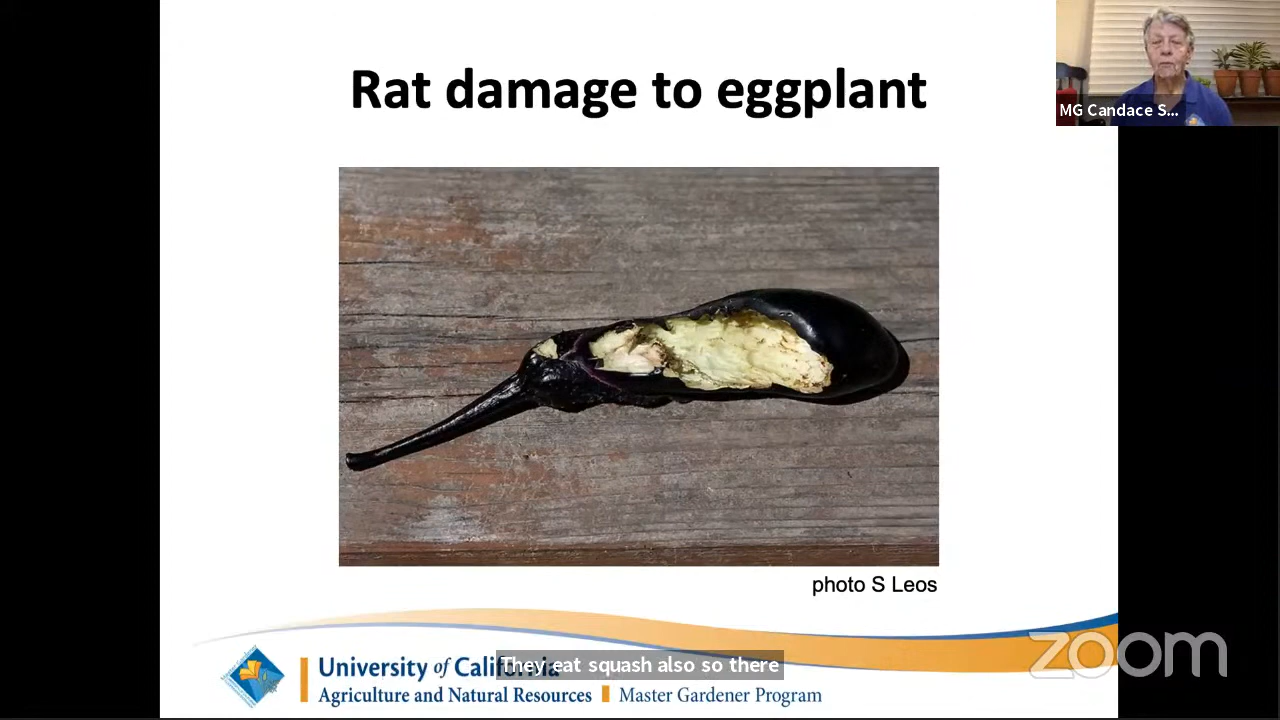 Rat damage to eggplant
MG Candace S...
photo S Leos
University of California
They eat squash also so there
Agriculture and Natural Resources Master Gardener Program
zoom